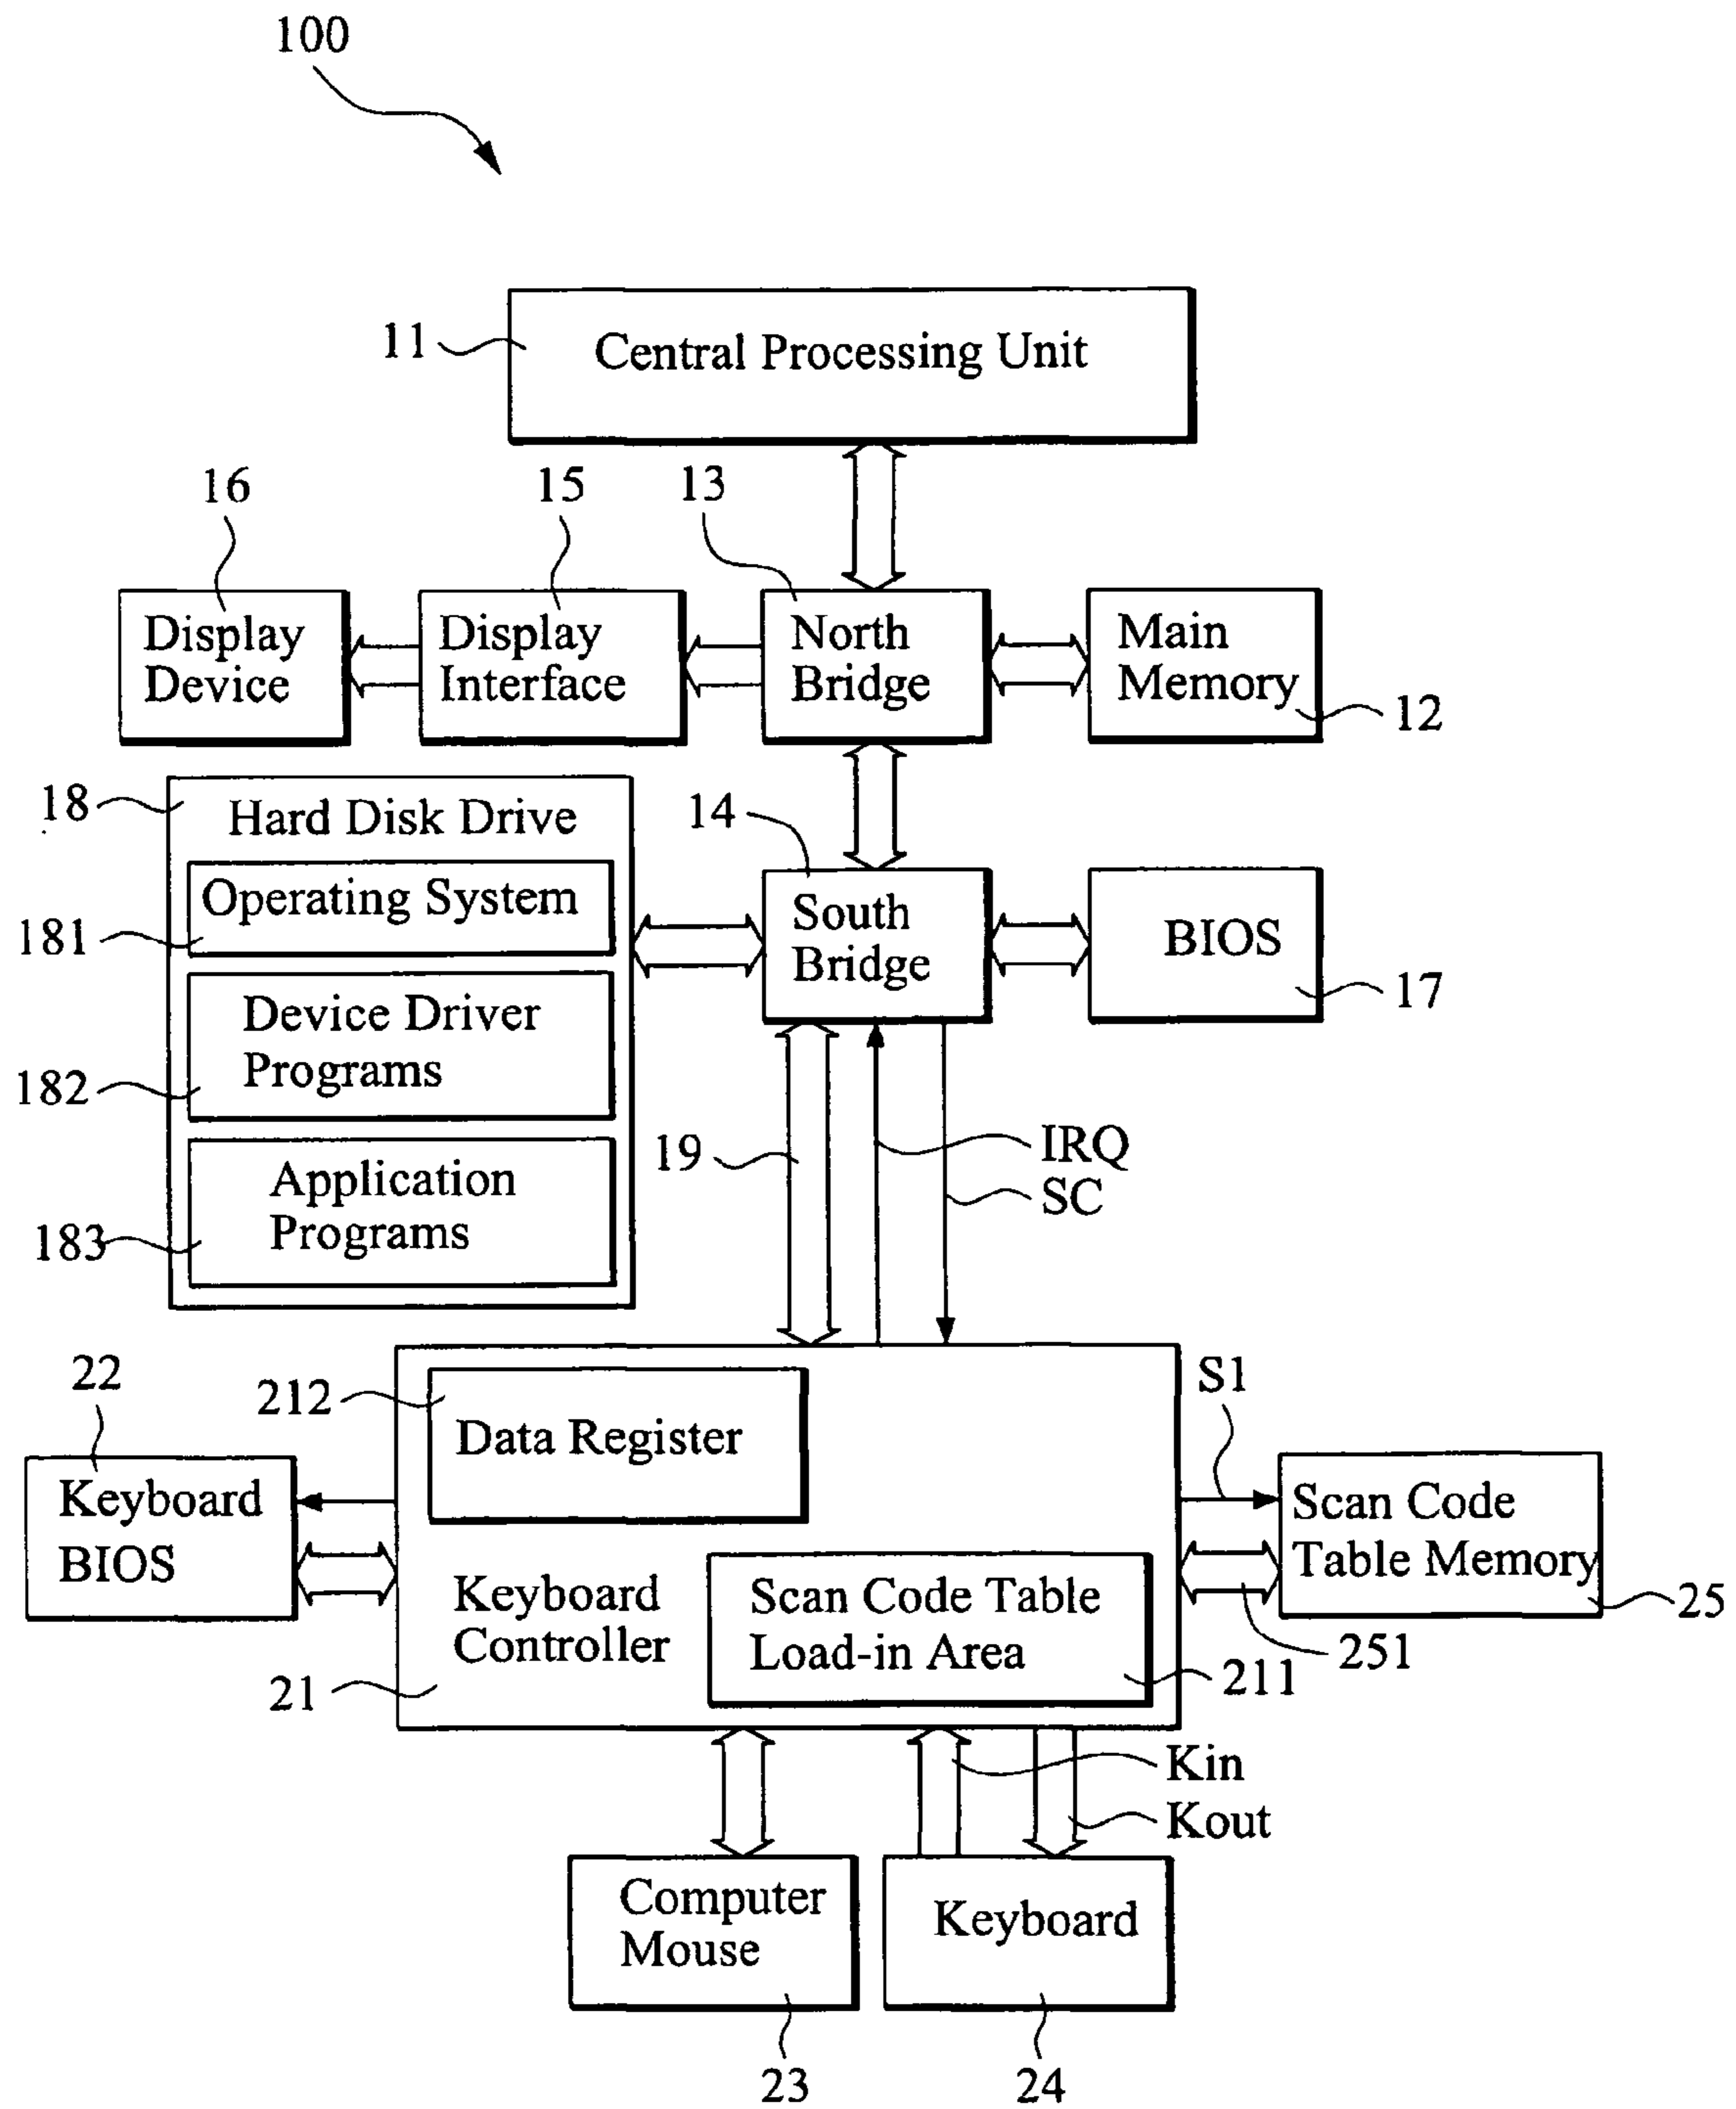 100
11
Central Processing Unit
16
15
13
Display
Device
Display
Interface
North
Bridge
Main
Memory
12
18
Hard Disk Drive
14
Operating System
181
South
Bridge
BIOS
17
Device Driver
Programs
182
19
IRQ
SC
Application
Programs
183
22
212
Data Register
S1
Keyboard
BIOS
Scan Code
Table Memory
25
Keyboard
Controller
21
Scan Code Table
Load-in Area
211
251
Kin
Kout
Computer
Mouse
Keyboard
23
24